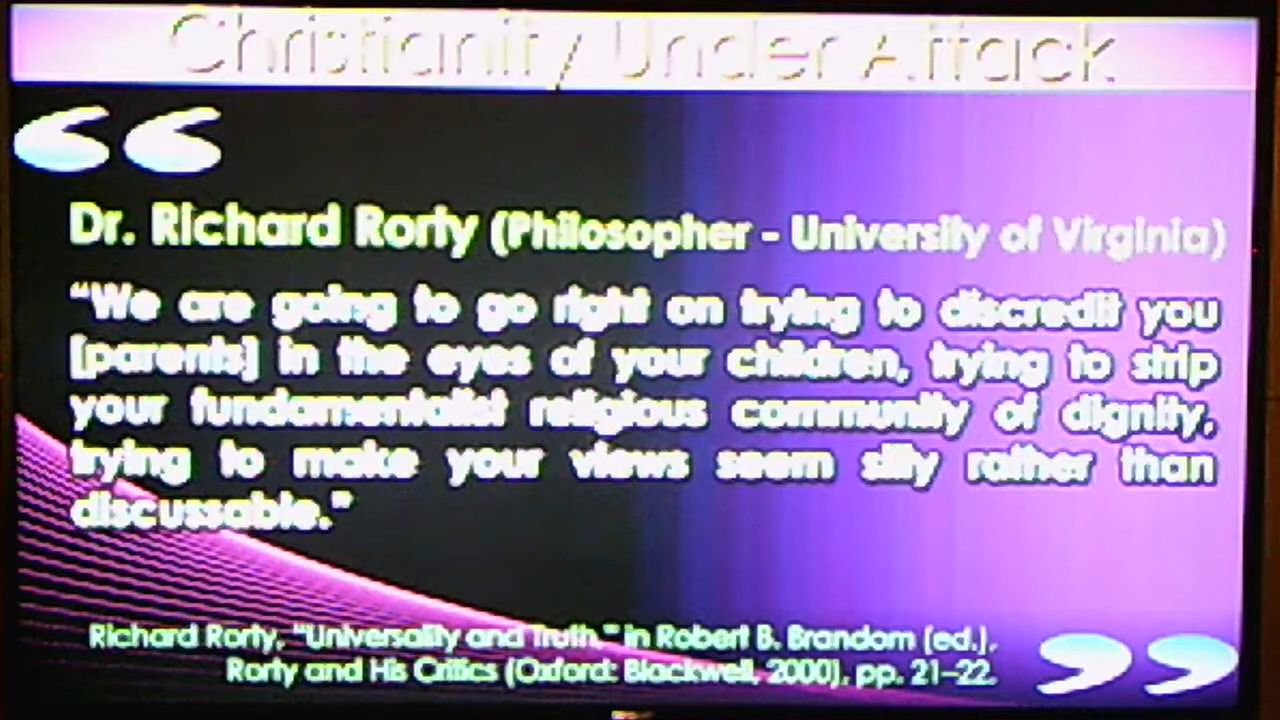 Christianity Under Attack
“
Dr. Richard Rorty (Philosopher - University of Virginia)
“We are going to go right on trying to discredit you
[parents] in the eyes of your children, trying to strip
your fundamentalist religious community of dignity,
trying to make your views seem silly rather than
discussable.”
Richard Rorty, “Universality and Truth,” in Robert B. Brandom (ed.),
Rorty and His Critics (Oxford: Blackwell, 2000), pp. 21–22.
”